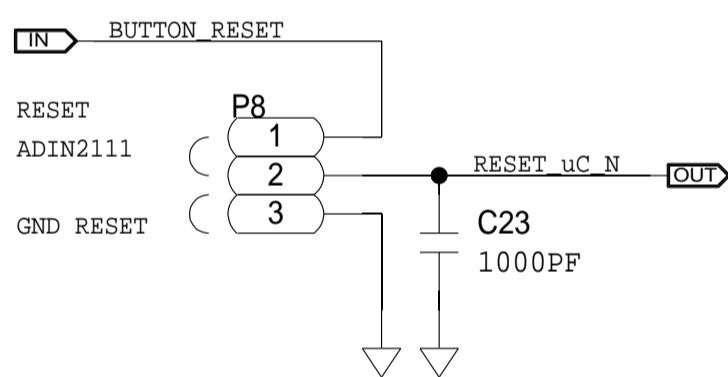 IN
BUTTON_RESET
RESET
ADIN2111
GND RESET
P8
1
2
3
RESET_uC_N
OUT
C23
1000PF